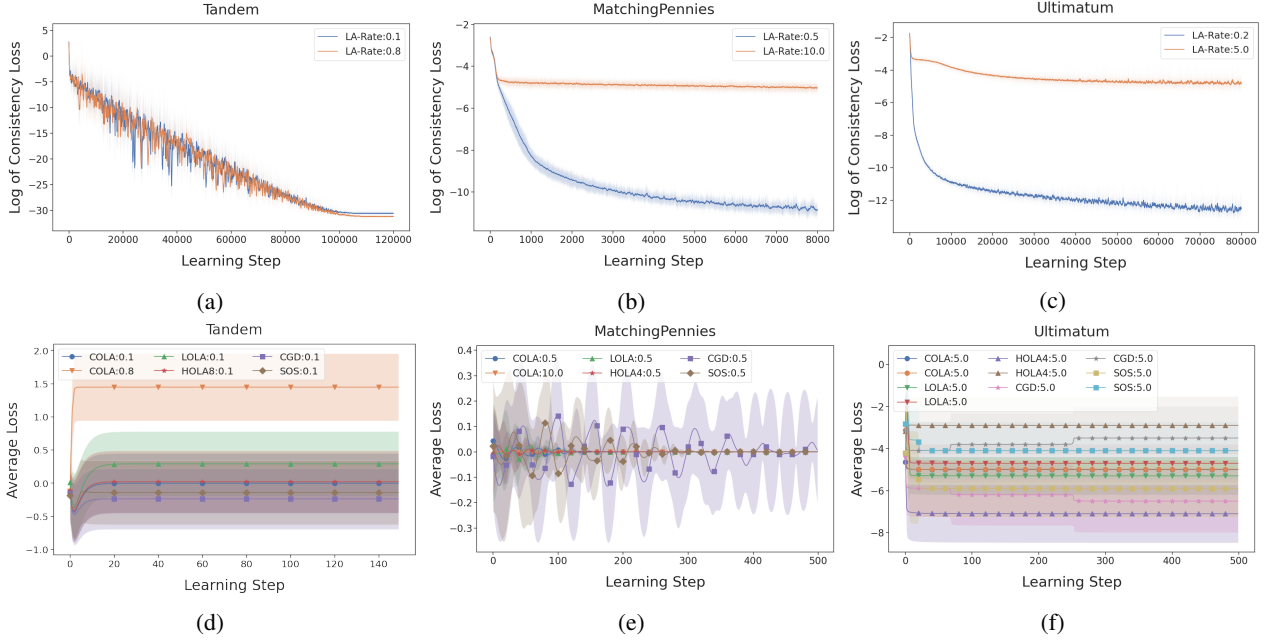 Tandem
Log of Consistency Loss
5
0
−5
−10
−15
−20
−25
−30
LA-Rate:0.1
LA-Rate:0.8
0 20000 40000 60000 80000 100000 120000
Learning Step
(a)
MatchingPennies
Log of Consistency Loss
−2
−4
−6
−8
−10
LA-Rate:0.5
LA-Rate:10.0
0 1000 2000 3000 4000 5000 6000 7000 8000
Learning Step
(b)
Ultimatum
Log of Consistency Loss
−2
−4
−6
−8
−10
−12
LA-Rate:0.2
LA-Rate:5.0
0 10000 20000 30000 40000 50000 60000 70000 80000
Learning Step
(c)
Tandem
Average Loss
2.0
1.5
1.0
0.5
0.0
−0.5
−1.0
COLA:0.1 LOLA:0.1 CGD:0.1
COLA:0.8 HOLA8:0.1 SOS:0.1
0 20 40 60 80 100 120 140
Learning Step
(d)
MatchingPennies
Average Loss
0.4
0.3
0.2
0.1
0.0
−0.1
−0.2
−0.3
COLA:0.5 LOLA:0.5 CGD:0.5
COLA:10.0 HOLA4:0.5 SOS:0.5
0 100 200 300 400 500
Learning Step
(e)
Ultimatum
Average Loss
0
−2
−4
−6
−8
COLA:5.0 HOLA4:5.0 CGD:5.0
COLA:5.0 HOLA4:5.0 SOS:5.0
LOLA:5.0 CGD:5.0 SOS:5.0
LOLA:5.0
0 100 200 300 400 500
Learning Step
(f)